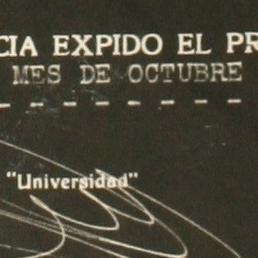 CIA EXPIDO EL PR
MES DE OCTUBRE
- - - - - - - -
"Universidad"